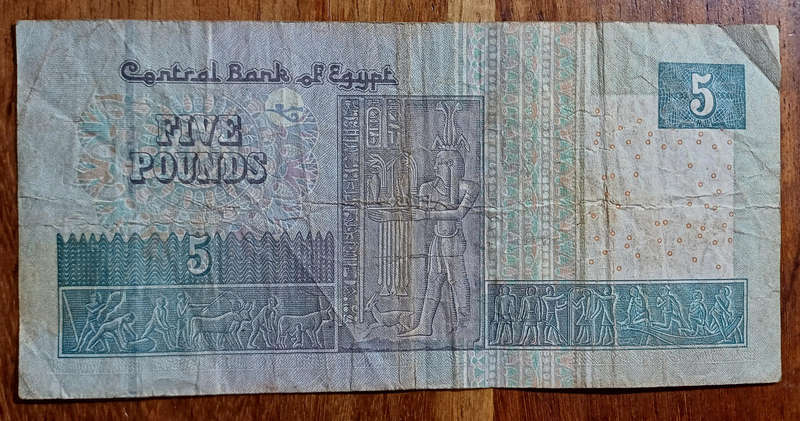 Central Bank of Egypt
5
FIVE
POUNDS
5